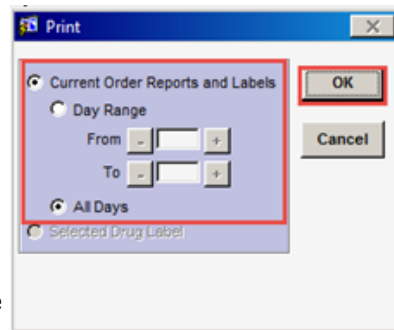 Print
Current Order Reports and Labels
OK
Day Range
From - +
Cancel
To - +
All Days
Selected Drug Label
e